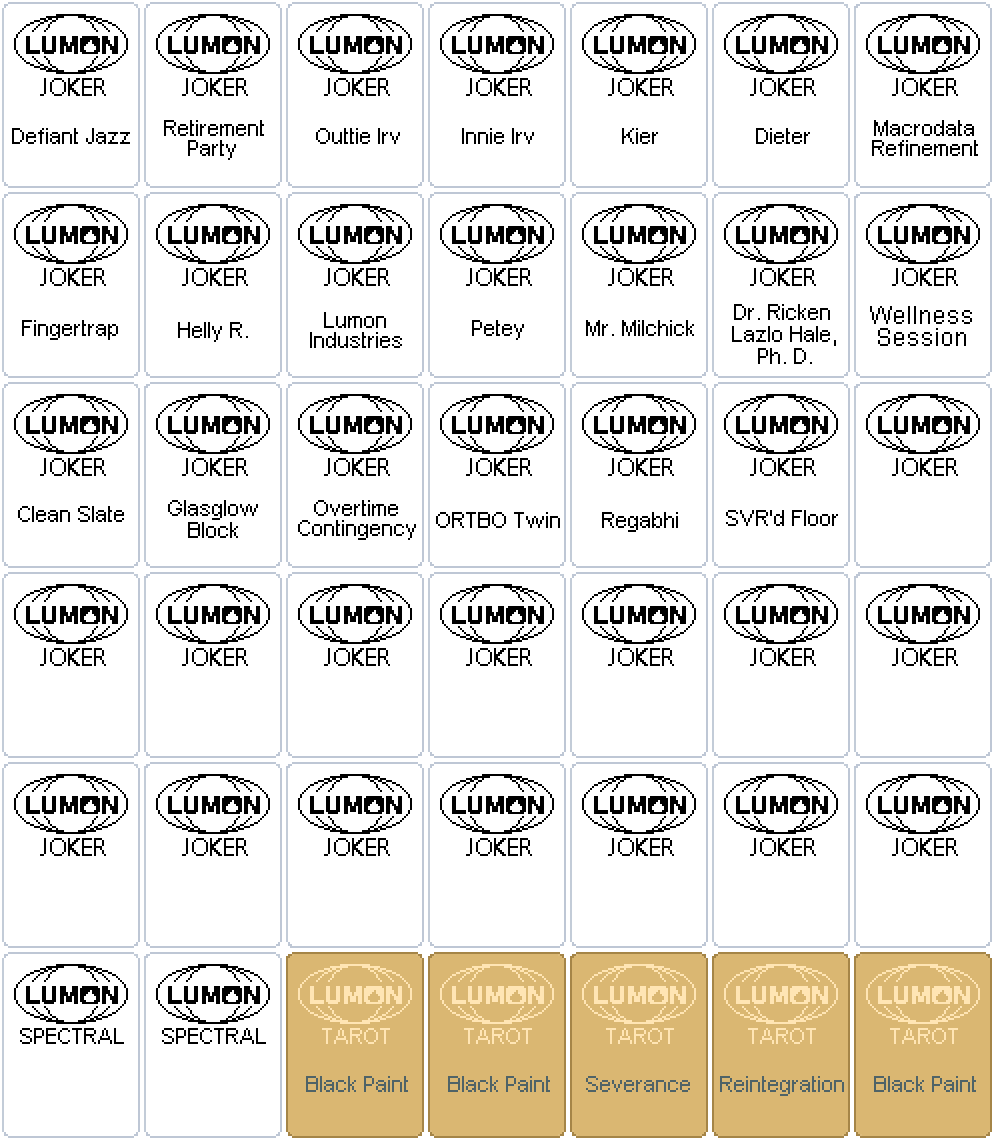 LUMON LUMON LUMON LUMON LUMON LUMON LUMON
JOKER JOKER JOKER JOKER JOKER JOKER JOKER
Defiant Jazz
Retirement
Party
Outtie Irv
Innie Irv
Kier
Dieter
Macrodata
Refinement
LUMON LUMON LUMON LUMON LUMON LUMON LUMON
JOKER JOKER JOKER JOKER JOKER JOKER JOKER
Fingertrap
Helly R.
Lumon
Industries
Petey
Mr. Milchick
Dr. Ricken
Lazlo Hale,
Ph. D.
Wellness
Session
LUMON LUMON LUMON LUMON LUMON LUMON LUMON
JOKER JOKER JOKER JOKER JOKER JOKER JOKER
Clean Slate
Glasglow
Block
Overtime
Contingency
ORTBO Twin
Regabhi
SVR'd Floor
LUMON LUMON LUMON LUMON LUMON LUMON LUMON
JOKER JOKER JOKER JOKER JOKER JOKER JOKER
LUMON LUMON LUMON LUMON LUMON LUMON LUMON
JOKER JOKER JOKER JOKER JOKER JOKER JOKER
LUMON LUMON LUMON LUMON LUMON LUMON LUMON
SPECTRAL SPECTRAL TAROT TAROT TAROT TAROT TAROT
Black Paint
Black Paint
Severance
Reintegration
Black Paint